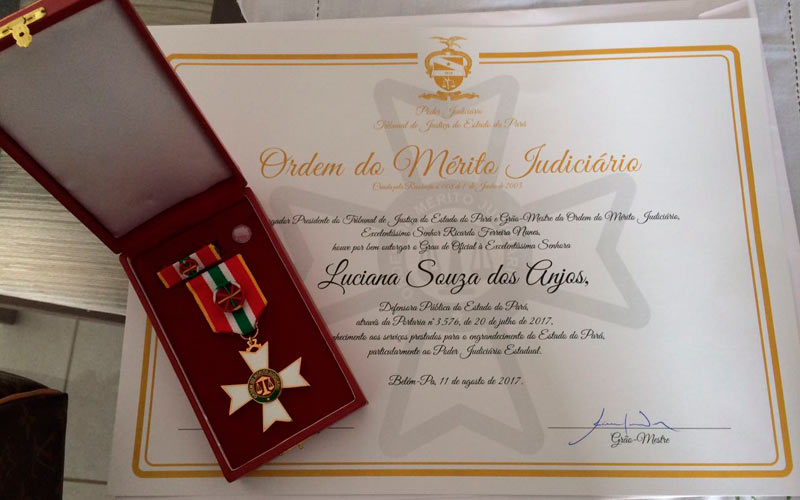 Poder Judiciário
Tribunal de Justiça do Estado do Pará
Ordem do Mérito Judiciário
Presidente do Tribunal de Justiça do Estado do Pará e Grão-Mestre da Ordem do Mérito Judiciário,
Excelentíssimo Senhor Ricardo Ferreira Nunes,
houve por bem outorgar o Grau de Oficial à Excelentíssima Senhora
Luciana Souza dos Anjos,
Defensora Pública do Estado do Pará,
através da Portaria nº 3.576, de 20 de julho de 2017,
aos serviços prestados para o engrandecimento do Estado do Pará,
particularmente ao Poder Judiciário Estadual.
Belém-Pa, 11 de agosto de 2017.
Grão-Mestre